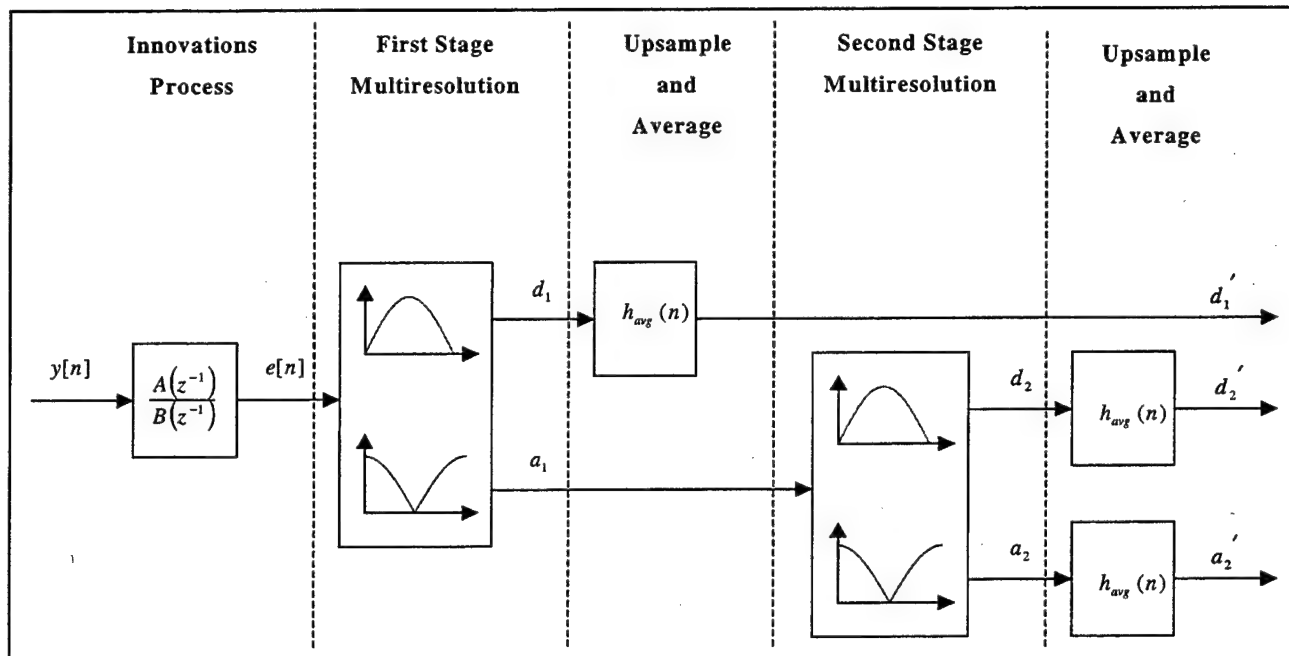 Innovations
Process
First Stage
Multiresolution
Upsample
and
Average
Second Stage
Multiresolution
Upsample
and
Average
y[n]
A(z⁻¹)
B(z⁻¹)
e[n]
d₁
h_avg (n)
d₁′
a₁
d₂
h_avg (n)
d₂′
a₂
h_avg (n)
a₂′